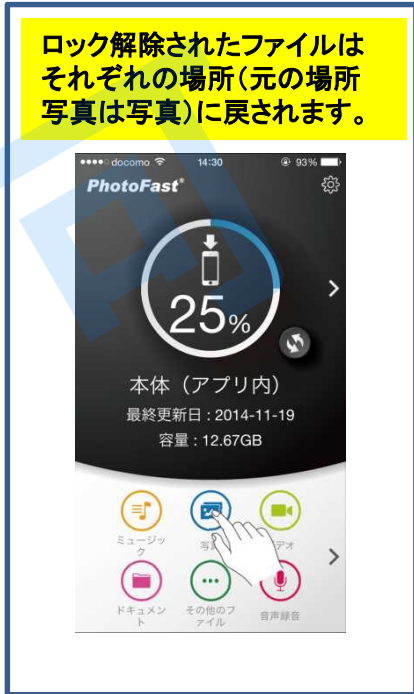 ロック解除されたファイルは
それぞれの場所(元の場所
写真は写真)に戻されます。
docomo 14:30 93%
PhotoFast®
25%
本体（アプリ内）
最終更新日 : 2014-11-19
容量 : 12.67GB
ミュージッ
ク
写
デオ
ドキュメン
ト
その他のフ
ァイル
音声録音